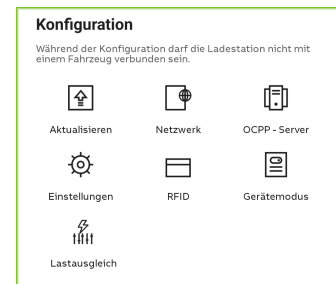 Konfiguration
Während der Konfiguration darf die Ladestation nicht mit
einem Fahrzeug verbunden sein.
Aktualisieren
Netzwerk
OCPP - Server
Einstellungen
RFID
Gerätemodus
Lastausgleich